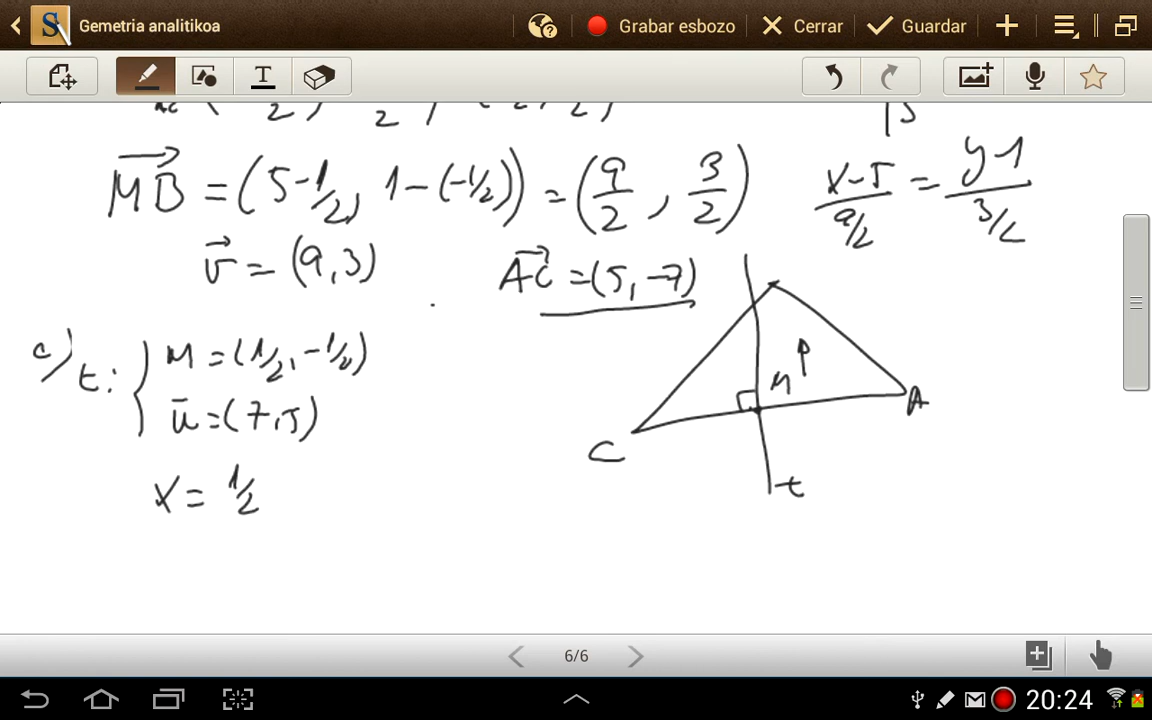 Gemetria analitikoa
Grabar esbozo
Cerrar
Guardar
MB = (5-1/2, 1-(-1/2)) = (9/2, 3/2)
x-5 / 9/2 = y-1 / 3/2
v = (9,3)
AC = (5,-7)
c) t: { M = (1/2, -1/2)
u = (7,5)
x = 1/2
M
A
C
t
6/6
20:24